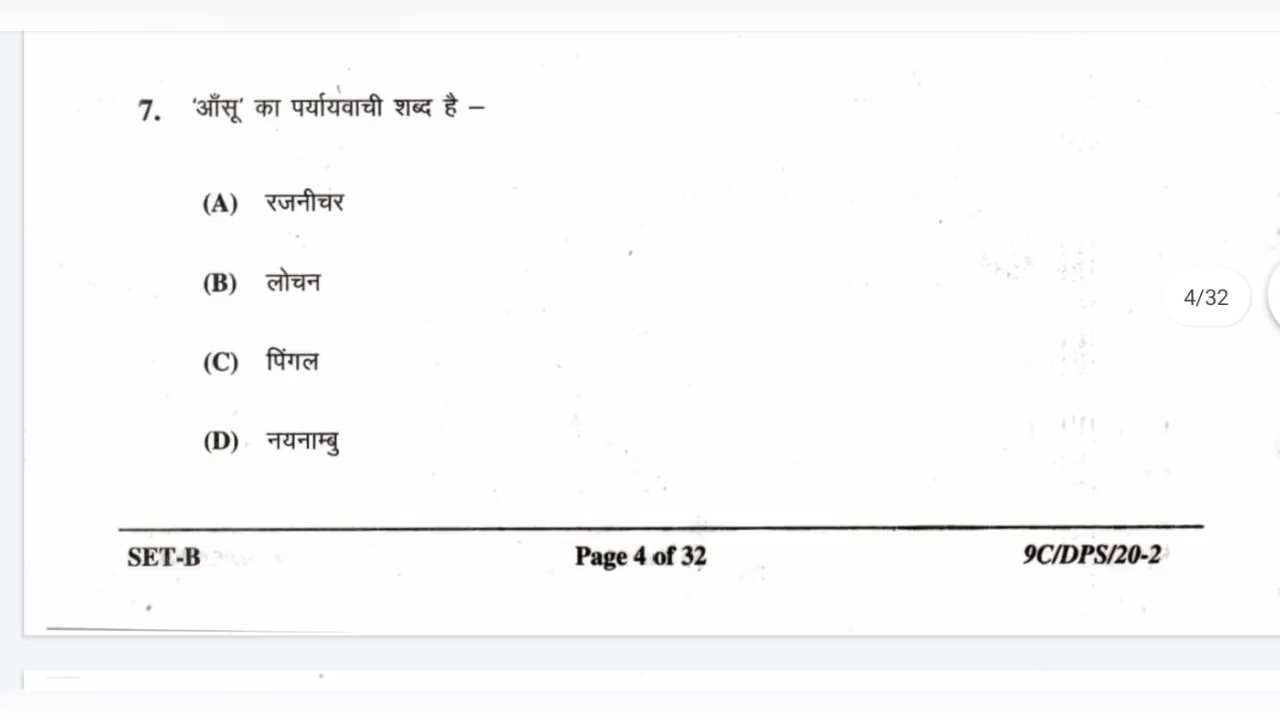 7. 'आँसू' का पर्यायवाची शब्द है –
(A) रजनीचर
(B) लोचन
4/32
(C) पिंगल
(D) नयनाम्बु
SET-B Page 4 of 32 9C/DPS/20-2